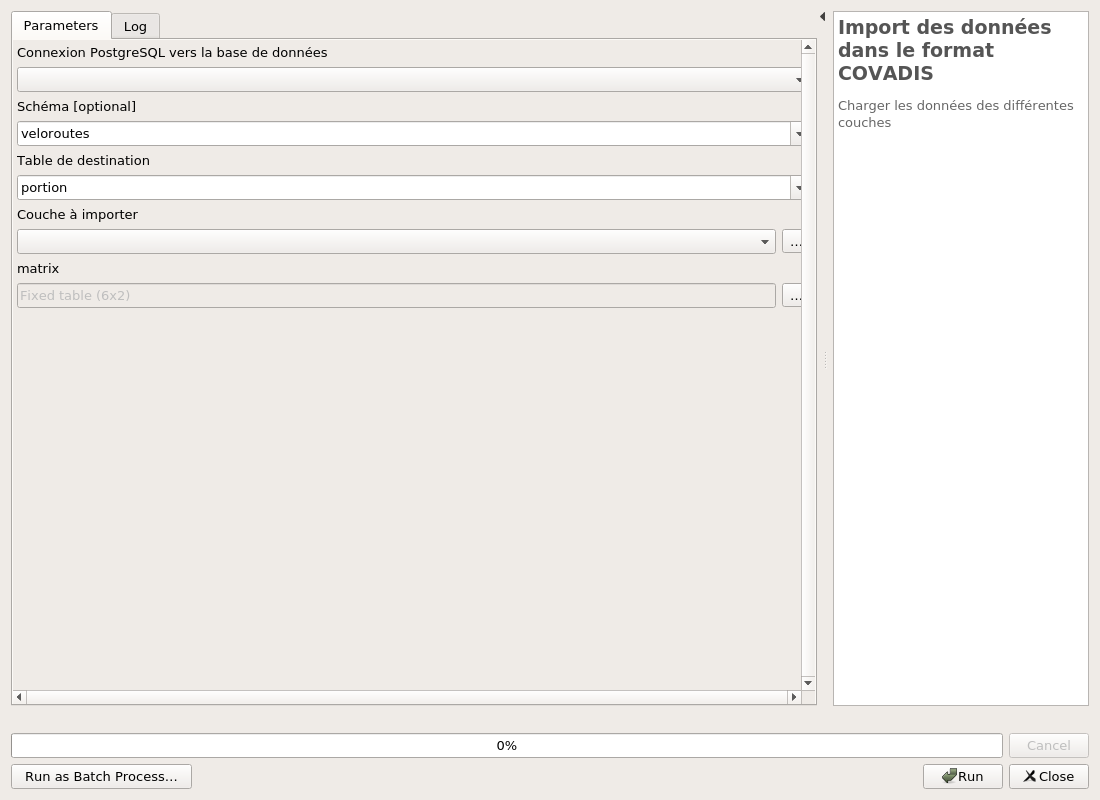 Parameters
Log
Connexion PostgreSQL vers la base de données
Schéma [optional]
veloroutes
Table de destination
portion
Couche à importer
...
matrix
Fixed table (6x2)
...
Import des données
dans le format
COVADIS
Charger les données des différentes
couches
0%
Cancel
Run as Batch Process...
Run
Close